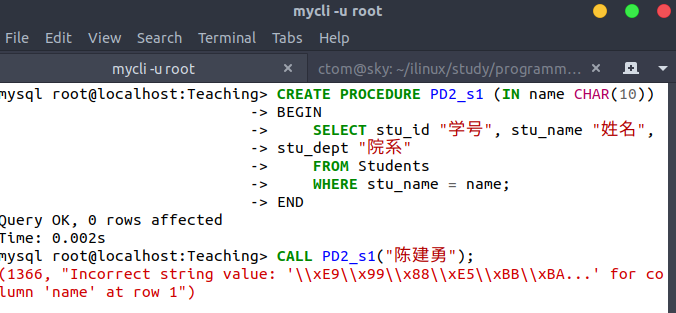 mycli -u root
File Edit View Search Terminal Tabs Help
mycli -u root × ctom@sky: ~/ilinux/study/programm... ×
mysql root@localhost:Teaching> CREATE PROCEDURE PD2_s1 (IN name CHAR(10))
-> BEGIN
-> SELECT stu_id "学号", stu_name "姓名",
-> stu_dept "院系"
-> FROM Students
-> WHERE stu_name = name;
-> END
Query OK, 0 rows affected
Time: 0.002s
mysql root@localhost:Teaching> CALL PD2_s1("陈建勇");
(1366, "Incorrect string value: '\\xE9\\x99\\x88\\xE5\\xBB\\xBA...' for co
lumn 'name' at row 1")